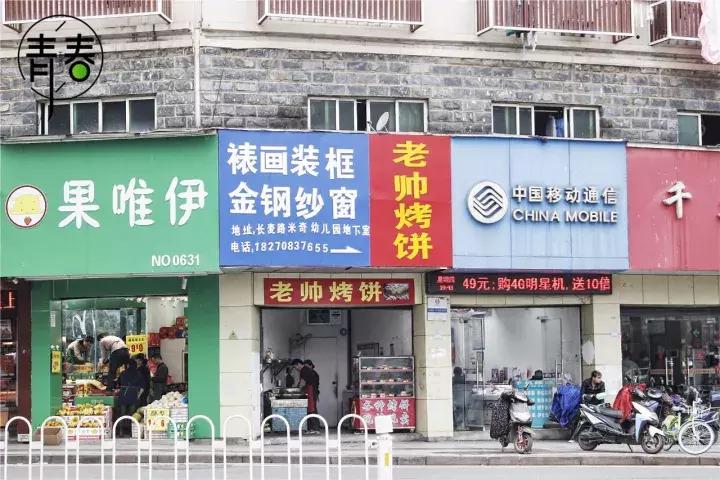 青春
果唯伊
NO0631
裱画装框
金钢纱窗
地址,长麦路米奇幼儿园地下室
电话,18270837655
老帅烤饼
中国移动通信
CHINA MOBILE
千
老帅烤饼
49元;购4G明星机,送10倍